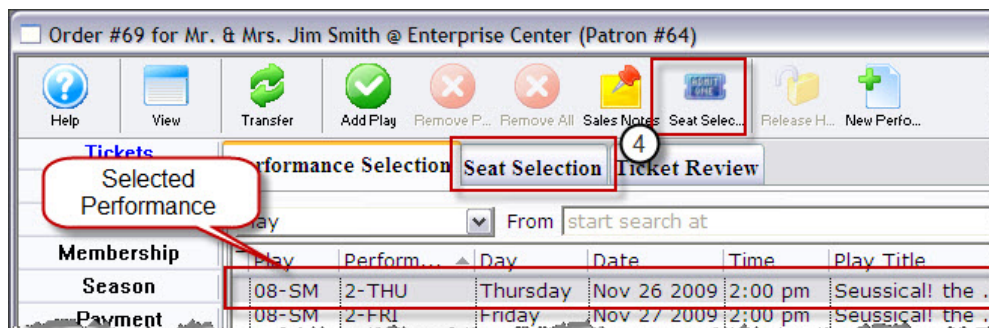 Order #69 for Mr. & Mrs. Jim Smith @ Enterprise Center (Patron #64)
ADMIT ONE
Help View Transfer Add Play Remove P... Remove All Sales Notes Seat Selec... Release H... New Perfo...
4
Tickets
Performance Selection Seat Selection Ticket Review
Selected
Performance
Play From start search at
Membership
Play Perform... Day Date Time Play Title
Season
08-SM 2-THU Thursday Nov 26 2009 2:00 pm Seussical! the ...
Payment
08-SM 2-FRI Friday Nov 27 2009 2:00 pm Seussical! the ...